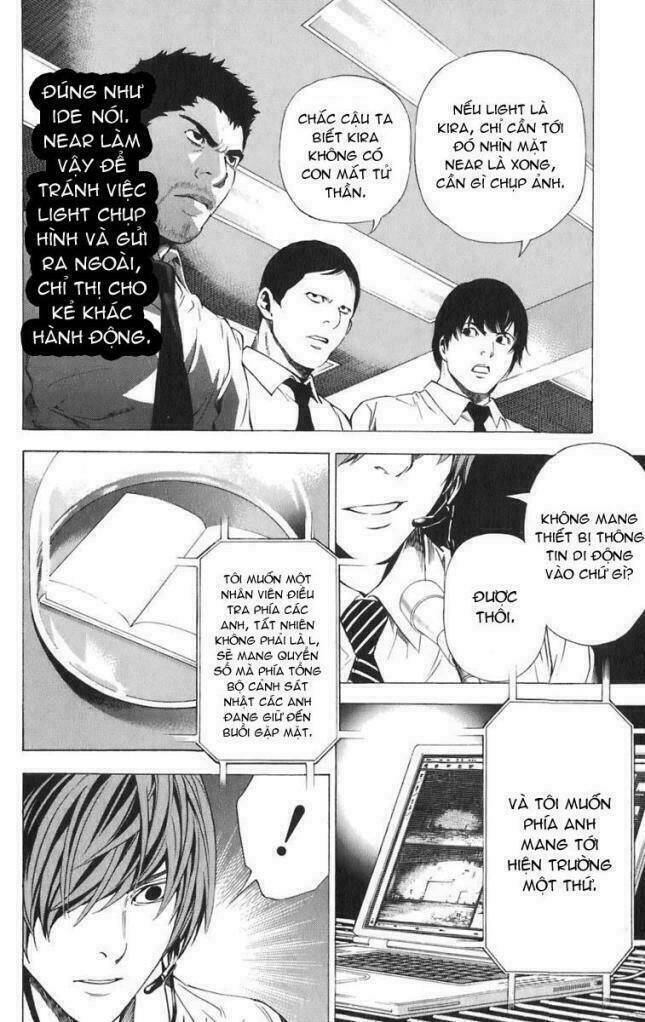 NẾU LIGHT LÀ
KIRA, CHỈ CẦN TỚI
ĐÓ NHÌN MẶT
NEAR LÀ XONG,
CẦN GÌ CHỤP ẢNH.
CHẮC CẬU TA
BIẾT KIRA
KHÔNG CÓ
CON MẮT TỬ
THẦN.
ĐÚNG NHƯ
IDE NÓI.
NEAR LÀM
VẬY ĐỂ
TRÁNH VIỆC
LIGHT CHỤP
HÌNH VÀ GỬI
RA NGOÀI,
CHỈ THỊ CHO
KẺ KHÁC
HÀNH ĐỘNG.
KHÔNG MANG
THIẾT BỊ THÔNG
TIN DI ĐỘNG
VÀO CHỨ GÌ?
ĐƯỢC
THÔI.
TÔI MUỐN MỘT
NHÂN VIÊN ĐIỀU
TRA PHÍA CÁC
ANH, TẤT NHIÊN
KHÔNG PHẢI LÀ L,
SẼ MANG QUYỂN
SỔ MÀ PHÍA TỔNG
BỘ CẢNH SÁT
NHẬT CÁC ANH
ĐANG GIỮ ĐẾN
BUỔI GẶP MẶT.
VÀ TÔI MUỐN
PHÍA ANH
MANG TỚI
HIỆN TRƯỜNG
MỘT THỨ.
!